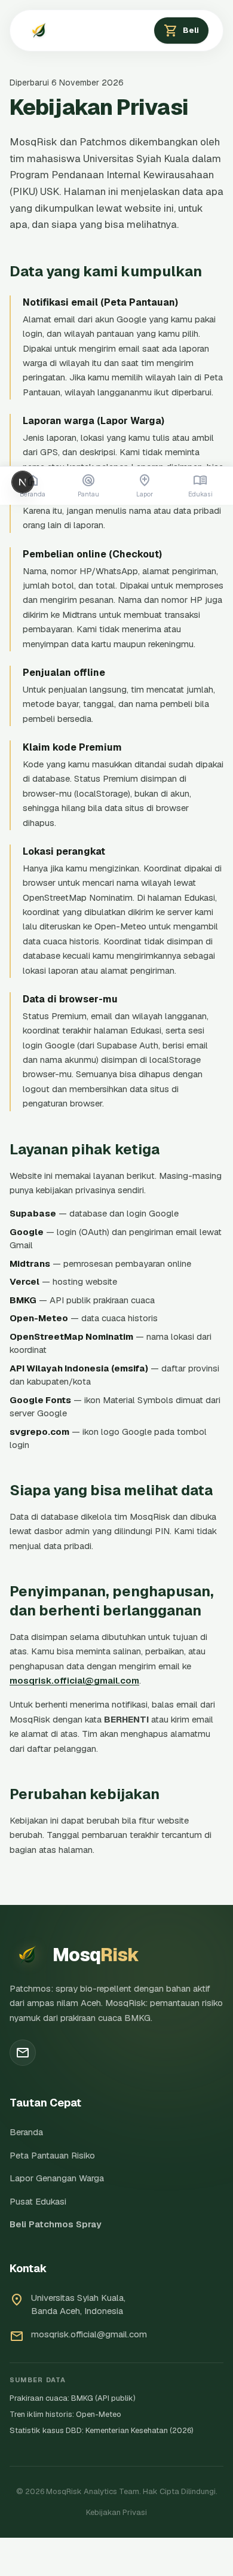 Beli
Diperbarui 6 November 2026
Kebijakan Privasi
MosqRisk dan Patchmos dikembangkan oleh
tim mahasiswa Universitas Syiah Kuala dalam
Program Pendanaan Internal Kewirausahaan
(PIKU) USK. Halaman ini menjelaskan data apa
yang dikumpulkan lewat website ini, untuk
apa, dan siapa yang bisa melihatnya.
Data yang kami kumpulkan
Notifikasi email (Peta Pantauan)
Alamat email dari akun Google yang kamu pakai
login, dan wilayah pantauan yang kamu pilih.
Dipakai untuk mengirim email saat ada laporan
warga di wilayah itu dan saat tim mengirim
peringatan. Jika kamu memilih wilayah lain di Peta
Pantauan, wilayah langgananmu ikut diperbarui.
Laporan warga (Lapor Warga)
Jenis laporan, lokasi yang kamu tulis atau ambil
dari GPS, dan deskripsi. Kami tidak meminta
Beranda
Pantau
Lapor
Edukasi
Karena itu, jangan menulis nama atau data pribadi
orang lain di laporan.
Pembelian online (Checkout)
Nama, nomor HP/WhatsApp, alamat pengiriman,
jumlah botol, dan total. Dipakai untuk memproses
dan mengirim pesanan. Nama dan nomor HP juga
dikirim ke Midtrans untuk membuat transaksi
pembayaran. Kami tidak menerima atau
menyimpan data kartu maupun rekeningmu.
Penjualan offline
Untuk penjualan langsung, tim mencatat jumlah,
metode bayar, tanggal, dan nama pembeli bila
pembeli bersedia.
Klaim kode Premium
Kode yang kamu masukkan ditandai sudah dipakai
di database. Status Premium disimpan di
browser-mu (localStorage), bukan di akun,
sehingga hilang bila data situs di browser
dihapus.
Lokasi perangkat
Hanya jika kamu mengizinkan. Koordinat dipakai di
browser untuk mencari nama wilayah lewat
OpenStreetMap Nominatim. Di halaman Edukasi,
koordinat yang dibulatkan dikirim ke server kami
lalu diteruskan ke Open-Meteo untuk mengambil
data cuaca historis. Koordinat tidak disimpan di
database kecuali kamu mengirimkannya sebagai
lokasi laporan atau alamat pengiriman.
Data di browser-mu
Status Premium, email dan wilayah langganan,
koordinat terakhir halaman Edukasi, serta sesi
login Google (dari Supabase Auth, berisi email
dan nama akunmu) disimpan di localStorage
browser-mu. Semuanya bisa dihapus dengan
logout dan membersihkan data situs di
pengaturan browser.
Layanan pihak ketiga
Website ini memakai layanan berikut. Masing-masing
punya kebijakan privasinya sendiri.
Supabase — database dan login Google
Google — login (OAuth) dan pengiriman email lewat
Gmail
Midtrans — pemrosesan pembayaran online
Vercel — hosting website
BMKG — API publik prakiraan cuaca
Open-Meteo — data cuaca historis
OpenStreetMap Nominatim — nama lokasi dari
koordinat
API Wilayah Indonesia (emsifa) — daftar provinsi
dan kabupaten/kota
Google Fonts — ikon Material Symbols dimuat dari
server Google
svgrepo.com — ikon logo Google pada tombol
login
Siapa yang bisa melihat data
Data di database dikelola tim MosqRisk dan dibuka
lewat dasbor admin yang dilindungi PIN. Kami tidak
menjual data pribadi.
Penyimpanan, penghapusan,
dan berhenti berlangganan
Data disimpan selama dibutuhkan untuk tujuan di
atas. Kamu bisa meminta salinan, perbaikan, atau
penghapusan data dengan mengirim email ke
mosqrisk.official@gmail.com.
Untuk berhenti menerima notifikasi, balas email dari
MosqRisk dengan kata BERHENTI atau kirim email
ke alamat di atas. Tim akan menghapus alamatmu
dari daftar pelanggan.
Perubahan kebijakan
Kebijakan ini dapat berubah bila fitur website
berubah. Tanggal pembaruan terakhir tercantum di
bagian atas halaman.
MosqRisk
Patchmos: spray bio-repellent dengan bahan aktif
dari ampas nilam Aceh. MosqRisk: pemantauan risiko
nyamuk dari prakiraan cuaca BMKG.
Tautan Cepat
Beranda
Peta Pantauan Risiko
Lapor Genangan Warga
Pusat Edukasi
Beli Patchmos Spray
Kontak
Universitas Syiah Kuala,
Banda Aceh, Indonesia
mosqrisk.official@gmail.com
SUMBER DATA
Prakiraan cuaca: BMKG (API publik)
Tren iklim historis: Open-Meteo
Statistik kasus DBD: Kementerian Kesehatan (2026)
© 2026 MosqRisk Analytics Team. Hak Cipta Dilindungi.
Kebijakan Privasi